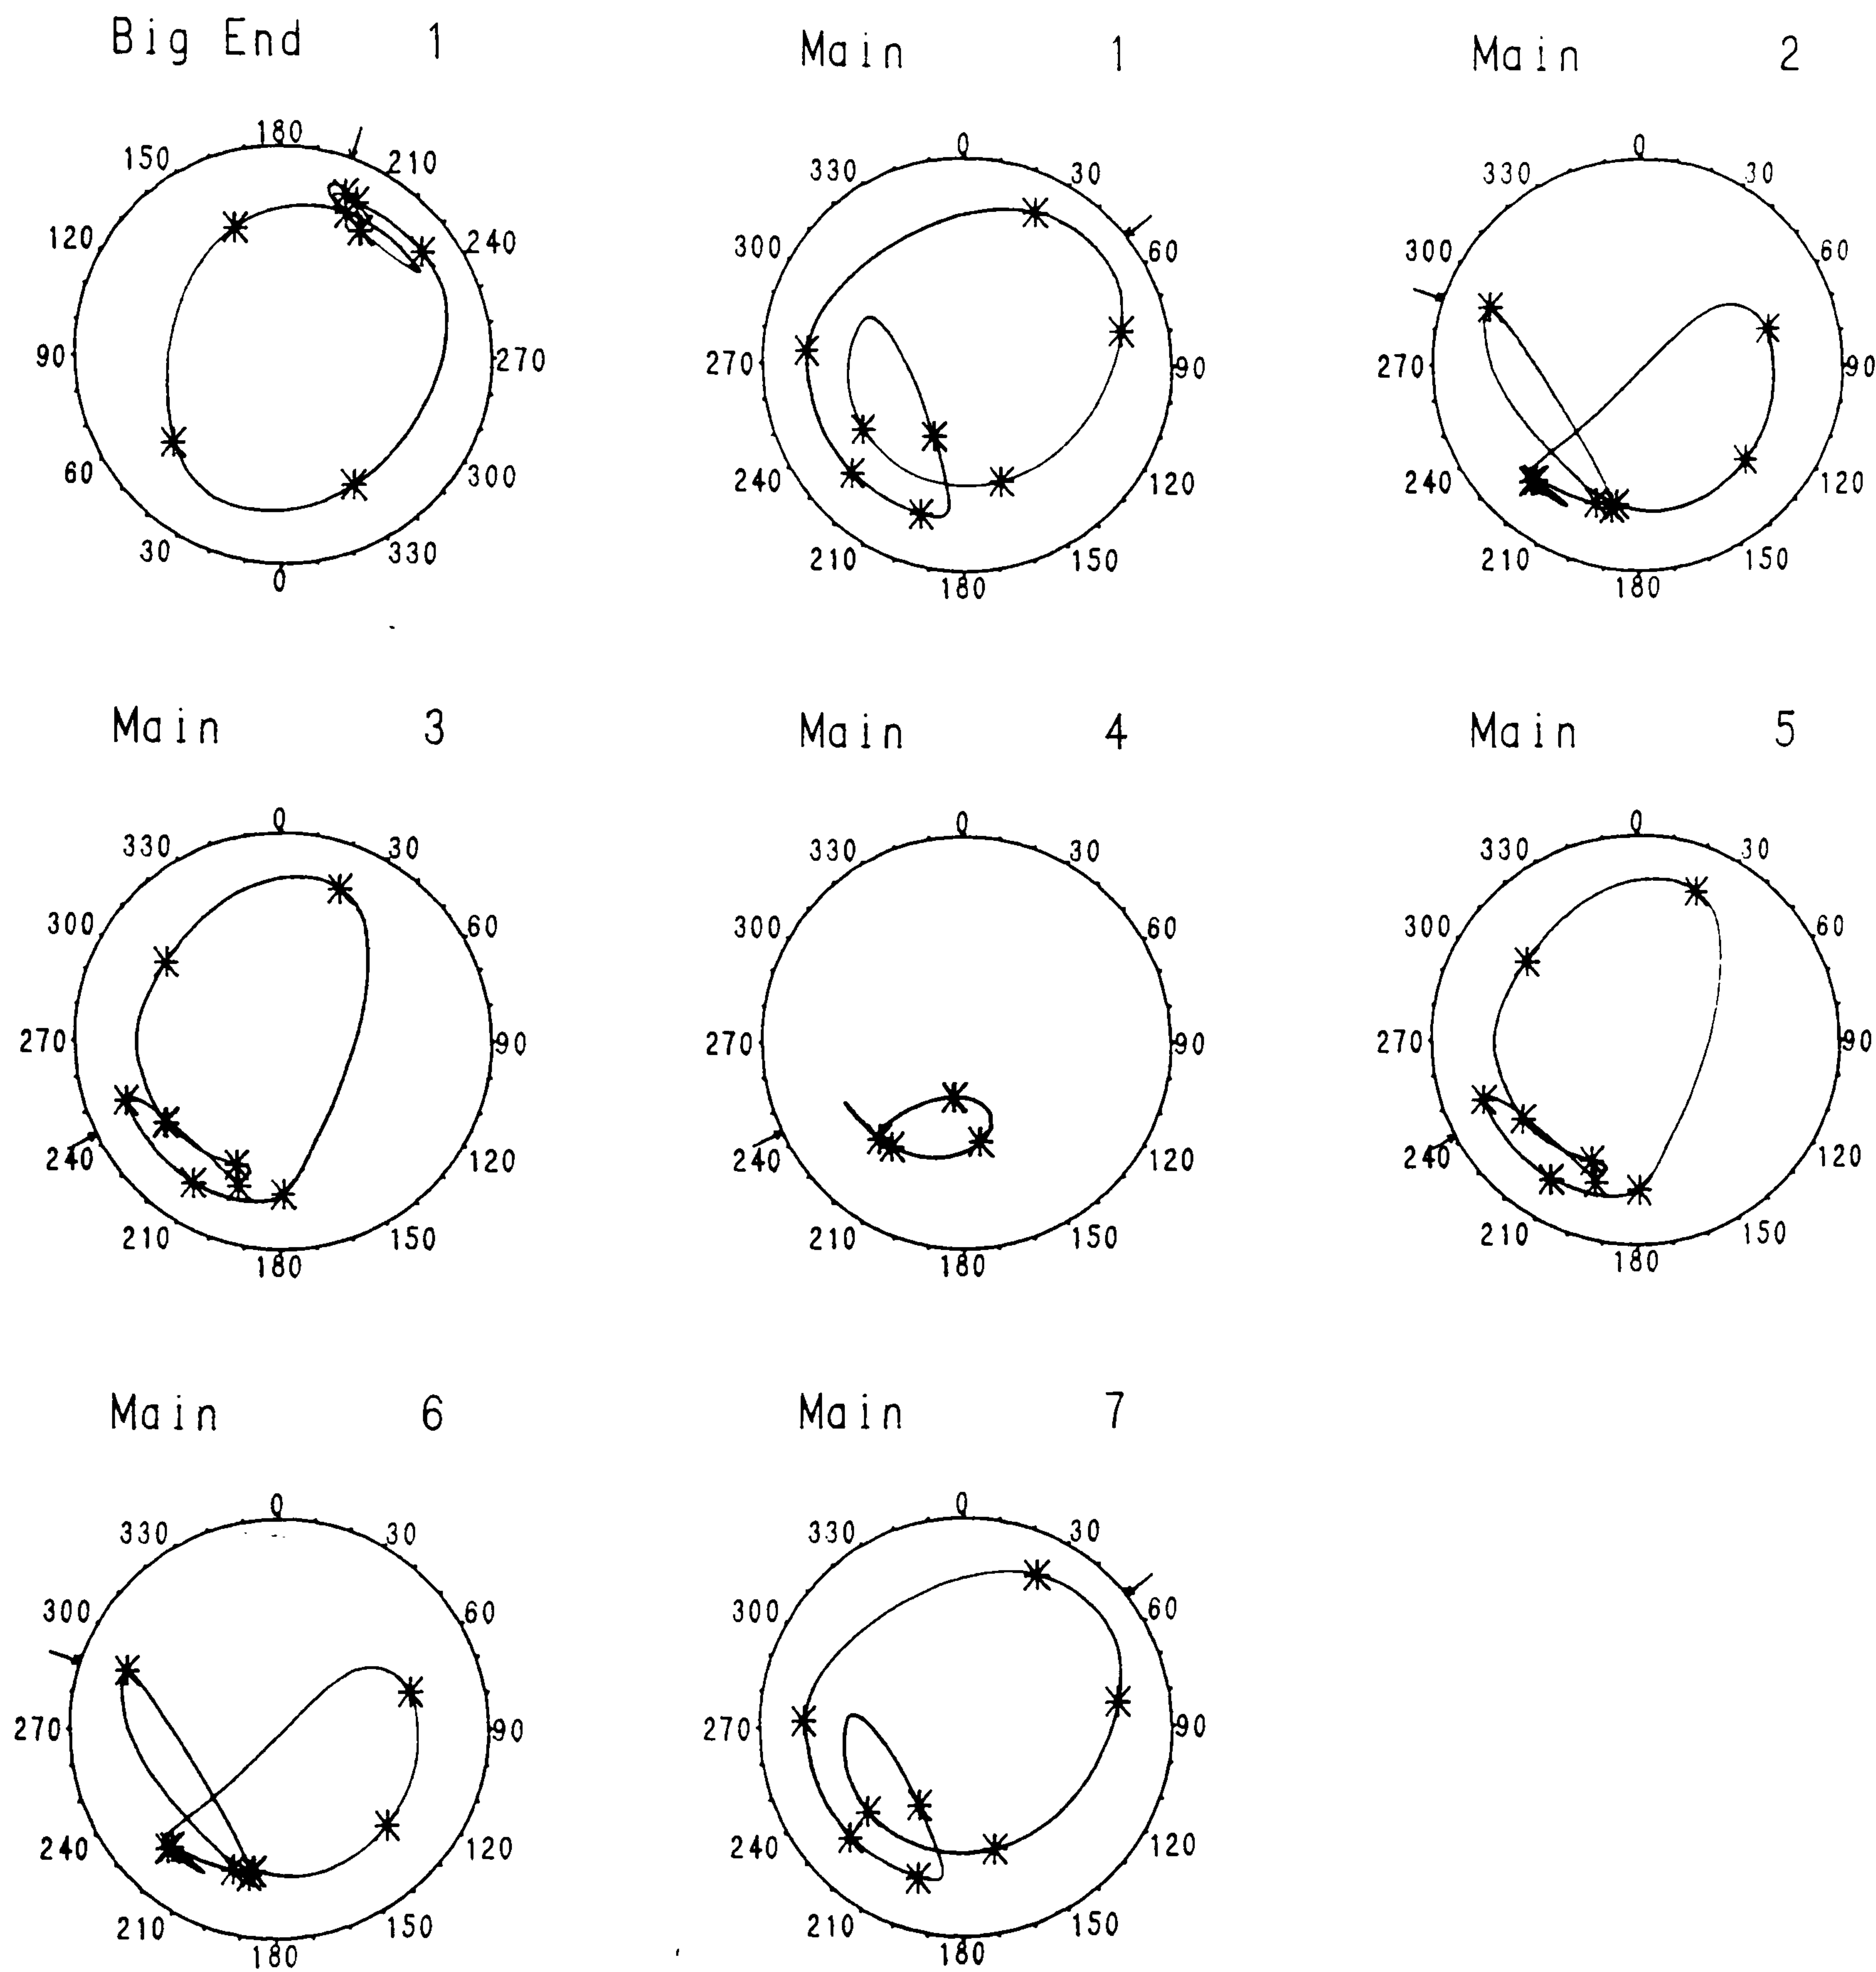 Big End 1 Main 1 Main 2
180 0 0
150 210 330 30 330 30
120 240 300 60 300 60
90 270 270 90 270 90
60 300 240 120 240 120
30 330 210 150 210 150
0 180 180
Main 3 Main 4 Main 5
0 0 0
330 30 330 30 330 30
300 60 300 60 300 60
270 90 270 90 270 90
240 120 240 120 240 120
210 150 210 150 210 150
180 180 180
Main 6 Main 7
0 0
330 30 330 30
300 60 300 60
270 90 270 90
240 120 240 120
210 150 210 150
180 180